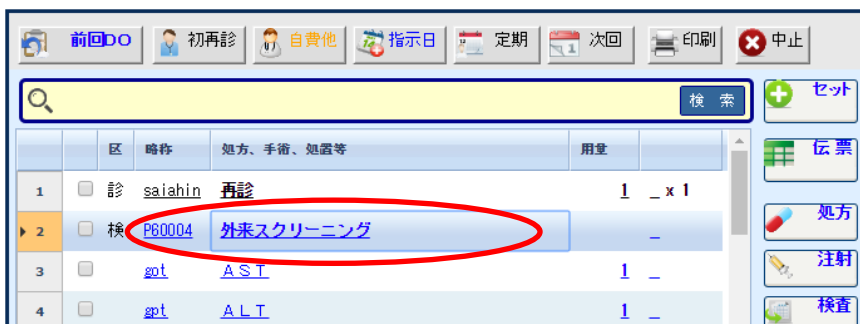 前回DO 初再診 自費他 指示日 定期 次回 印刷 中止
検 索
セット
区 略称 処方、手術、処置等 用量
伝票
1 診 saiahin 再診 1 _ x 1
2 検 P60004 外来スクリーニング _
処方
3 got ＡＳＴ 1 _
注射
4 gpt ＡＬＴ 1 _
検査